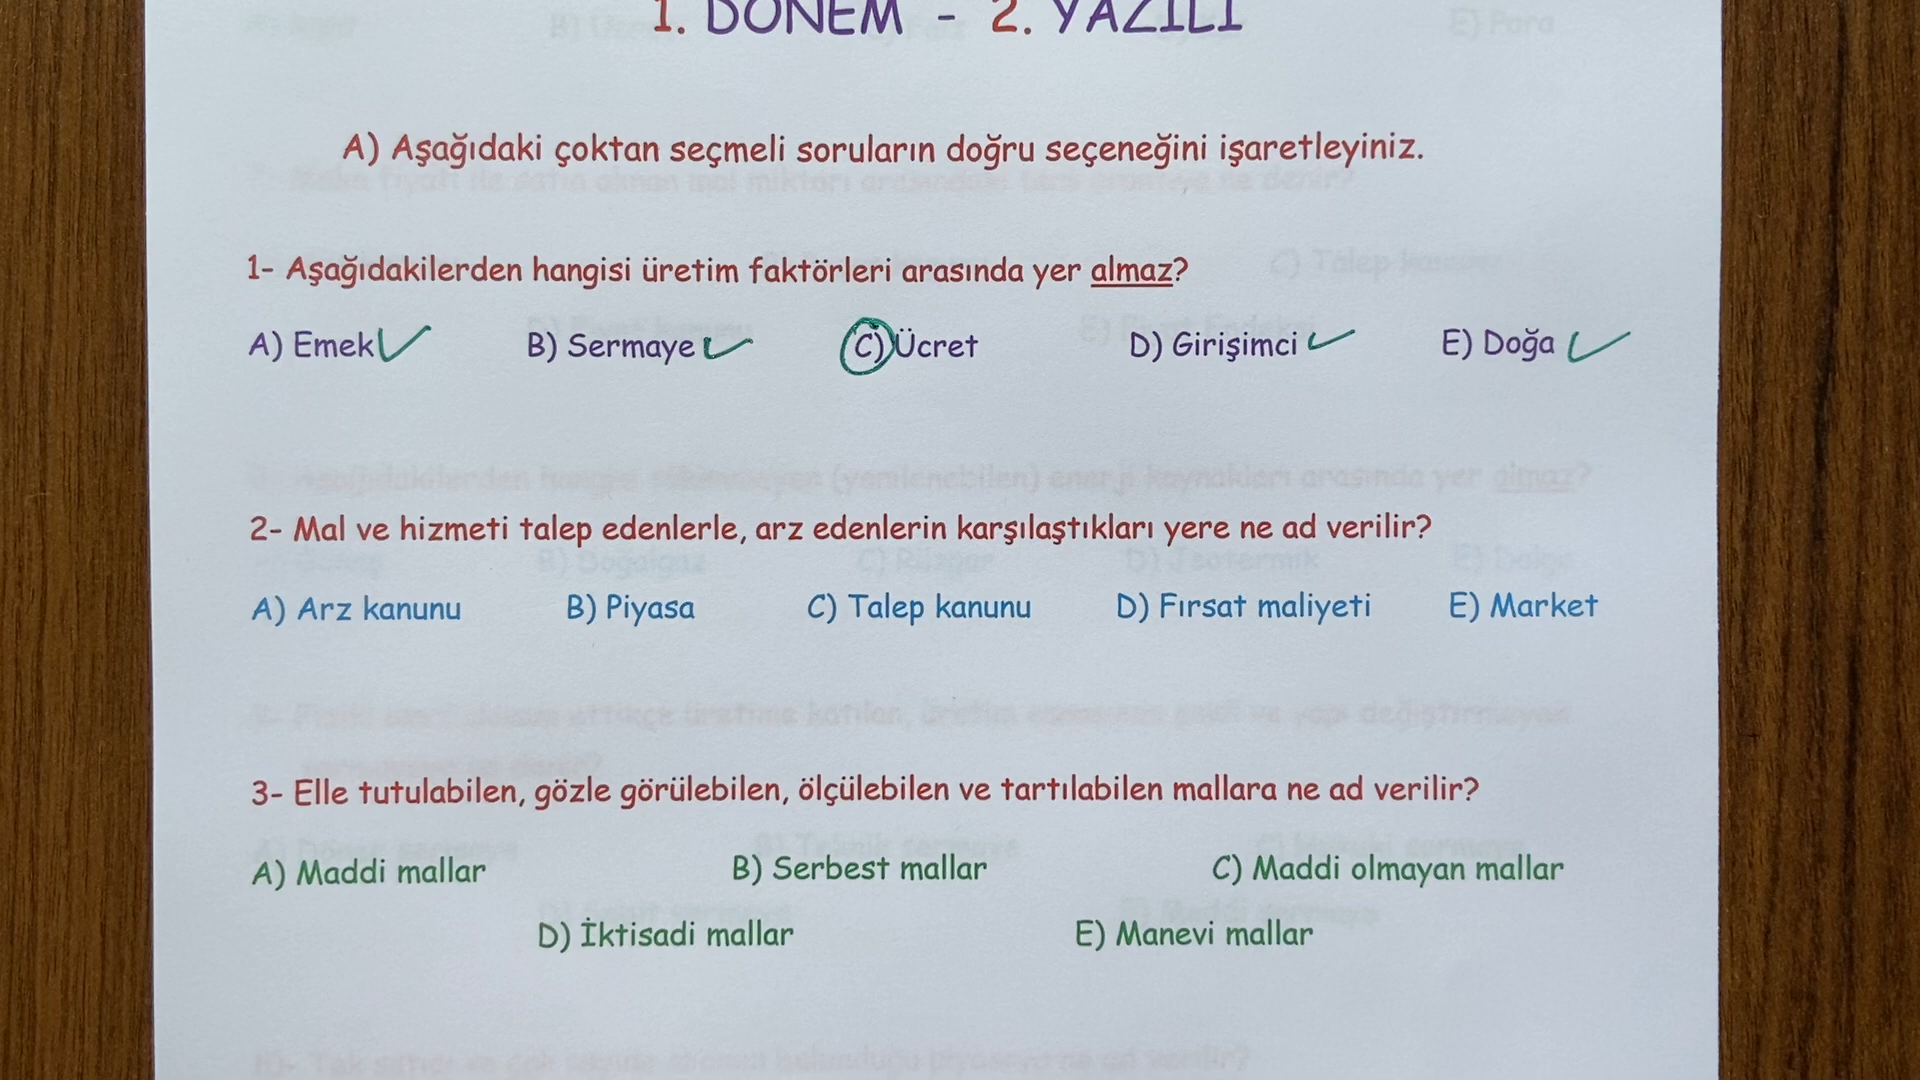 1. DÖNEM - 2. YAZILI
A) Aşağıdaki çoktan seçmeli soruların doğru seçeneğini işaretleyiniz.
1- Aşağıdakilerden hangisi üretim faktörleri arasında yer almaz?
A) Emek B) Sermaye C) Ücret D) Girişimci E) Doğa
2- Mal ve hizmeti talep edenlerle, arz edenlerin karşılaştıkları yere ne ad verilir?
A) Arz kanunu B) Piyasa C) Talep kanunu D) Fırsat maliyeti E) Market
3- Elle tutulabilen, gözle görülebilen, ölçülebilen ve tartılabilen mallara ne ad verilir?
A) Maddi mallar B) Serbest mallar C) Maddi olmayan mallar
D) İktisadi mallar E) Manevi mallar